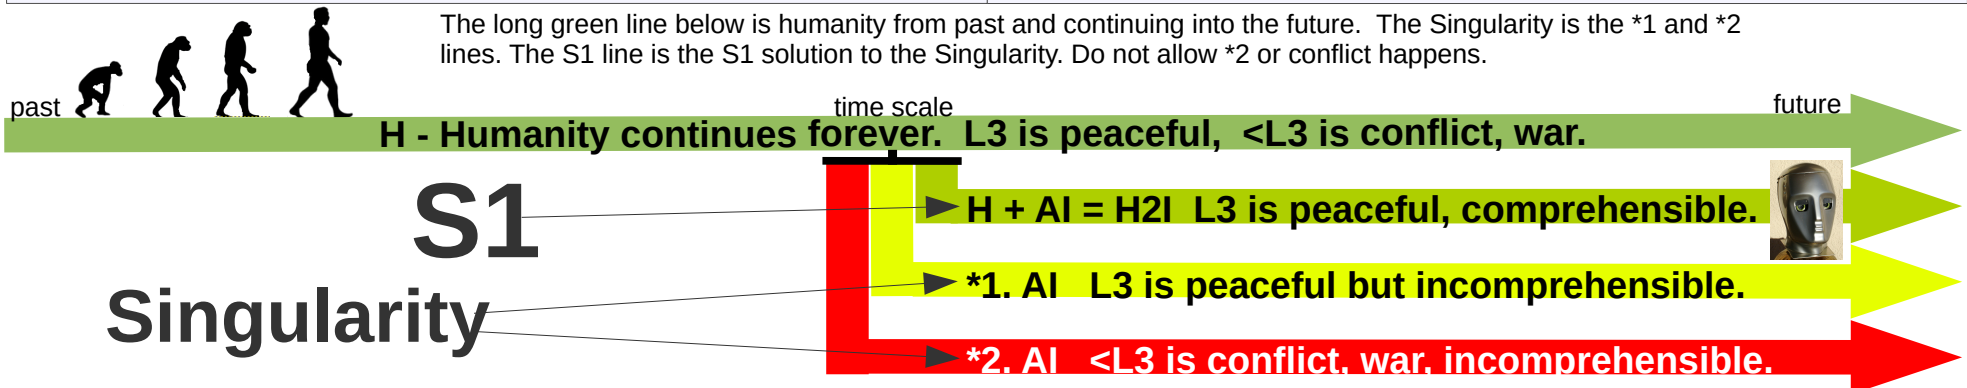 The long green line below is humanity from past and continuing into the future.  The Singularity is the *1 and *2
lines. The S1 line is the S1 solution to the Singularity. Do not allow *2 or conflict happens.
past
time scale
future
H - Humanity continues forever.  L3 is peaceful,  <L3 is conflict, war.
S1
H + AI = H2I  L3 is peaceful, comprehensible.
Singularity
*1. AI   L3 is peaceful but incomprehensible.
*2. AI   <L3 is conflict, war, incomprehensible.